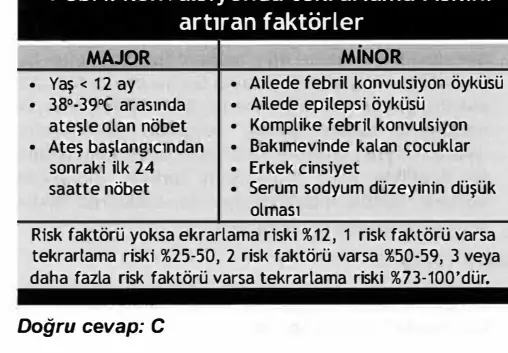 artıran faktörler
MAJOR
• Yaş < 12 ay
• 38º-39ºC arasında
ateşle olan nöbet
• Ateş başlangıcından
sonraki ilk 24
saatte nöbet
MİNOR
• Ailede febril konvulsiyon öyküsü
• Ailede epilepsi öyküsü
• Komplike febril konvulsiyon
• Bakımevinde kalan çocuklar
• Erkek cinsiyet
• Serum sodyum düzeyinin düşük
olması
Risk faktörü yoksa ekrarlama riski %12, 1 risk faktörü varsa
tekrarlama riski %25-50, 2 risk faktörü varsa %50-59, 3 veya
daha fazla risk faktörü varsa tekrarlama riski %73-100’dür.
Doğru cevap: C